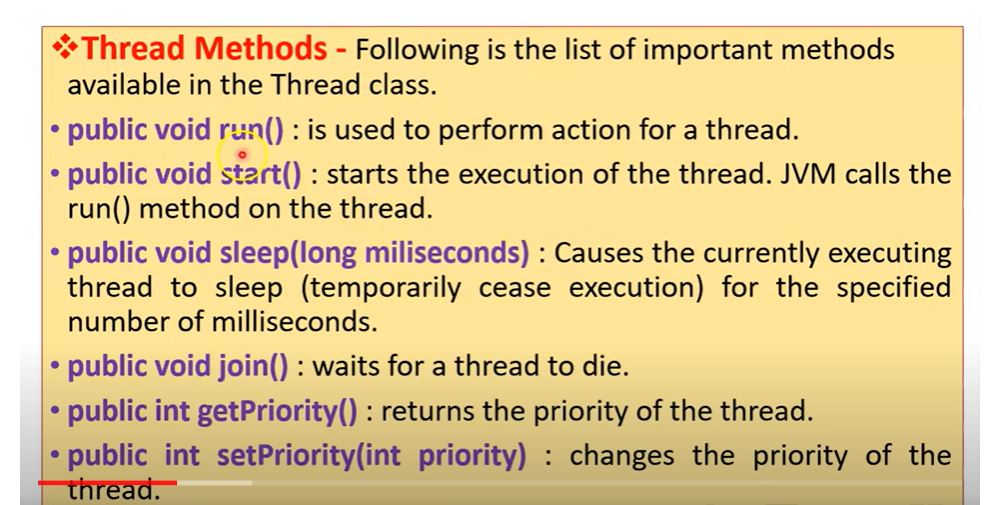 ❖Thread Methods - Following is the list of important methods
available in the Thread class.
• public void run() : is used to perform action for a thread.
• public void start() : starts the execution of the thread. JVM calls the
run() method on the thread.
• public void sleep(long miliseconds) : Causes the currently executing
thread to sleep (temporarily cease execution) for the specified
number of milliseconds.
• public void join() : waits for a thread to die.
• public int getPriority() : returns the priority of the thread.
• public int setPriority(int priority) : changes the priority of the
thread.